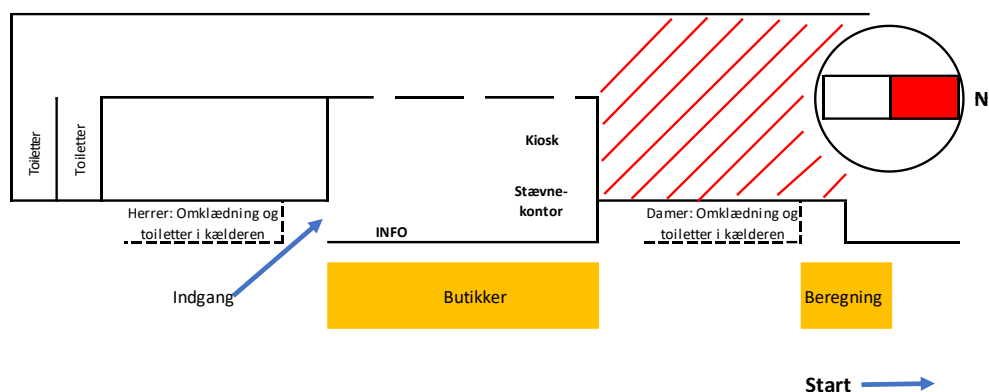 N
Toiletter
Toiletter
Kiosk
Stævne-
kontor
Herrer: Omklædning og
toiletter i kælderen
INFO
Damer: Omklædning og
toiletter i kælderen
Indgang
Butikker
Beregning
Start